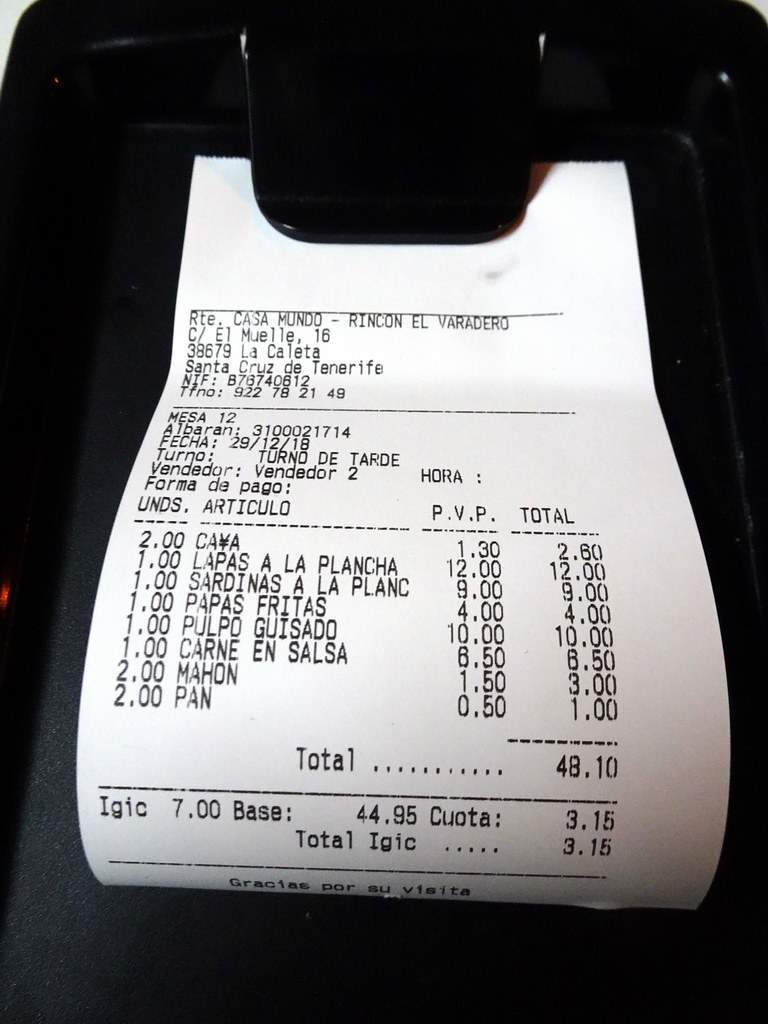 Rte. CASA MUNDO - RINCON EL VARADERO
C/ El Muelle, 16
38679 La Caleta
Santa Cruz de Tenerife
NIF: B76740612
Tfno: 922 78 21 49
MESA 12
Albaran: 3100021714
FECHA: 29/12/18
Turno: TURNO DE TARDE
Vendedor: Vendedor 2 HORA :
Forma de pago:
UNDS. ARTICULO P.V.P. TOTAL
2.00 CA¥A 1.30 2.60
1.00 LAPAS A LA PLANCHA 12.00 12.00
1.00 SARDINAS A LA PLANC 9.00 9.00
1.00 PAPAS FRITAS 4.00 4.00
1.00 PULPO GUISADO 10.00 10.00
1.00 CARNE EN SALSA 6.50 6.50
2.00 MAHON 1.50 3.00
2.00 PAN 0.50 1.00
Total ........... 48.10
Igic 7.00 Base: 44.95 Cuota: 3.15
Total Igic ..... 3.15
Gracias por su visita